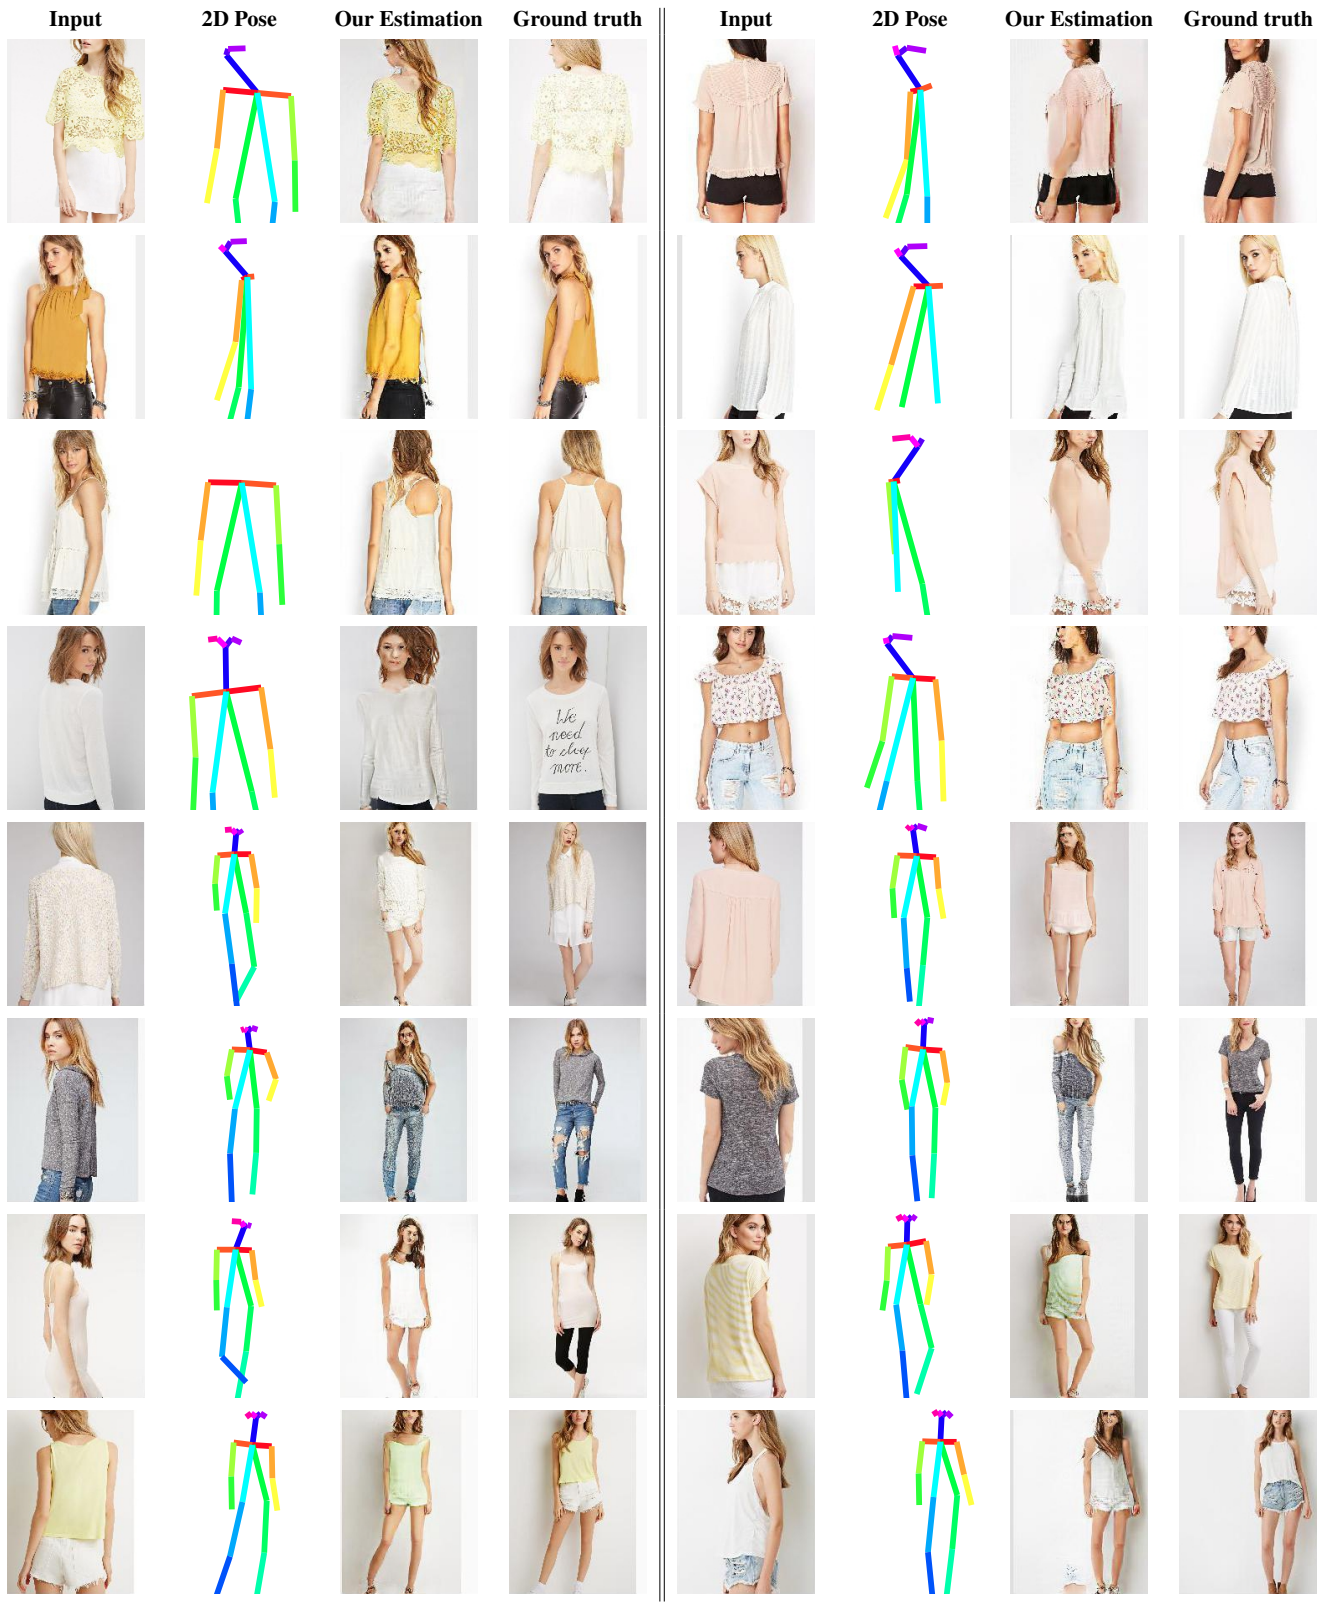 Input 2D Pose Our Estimation Ground truth Input 2D Pose Our Estimation Ground truth
We
need
to sleep
more.